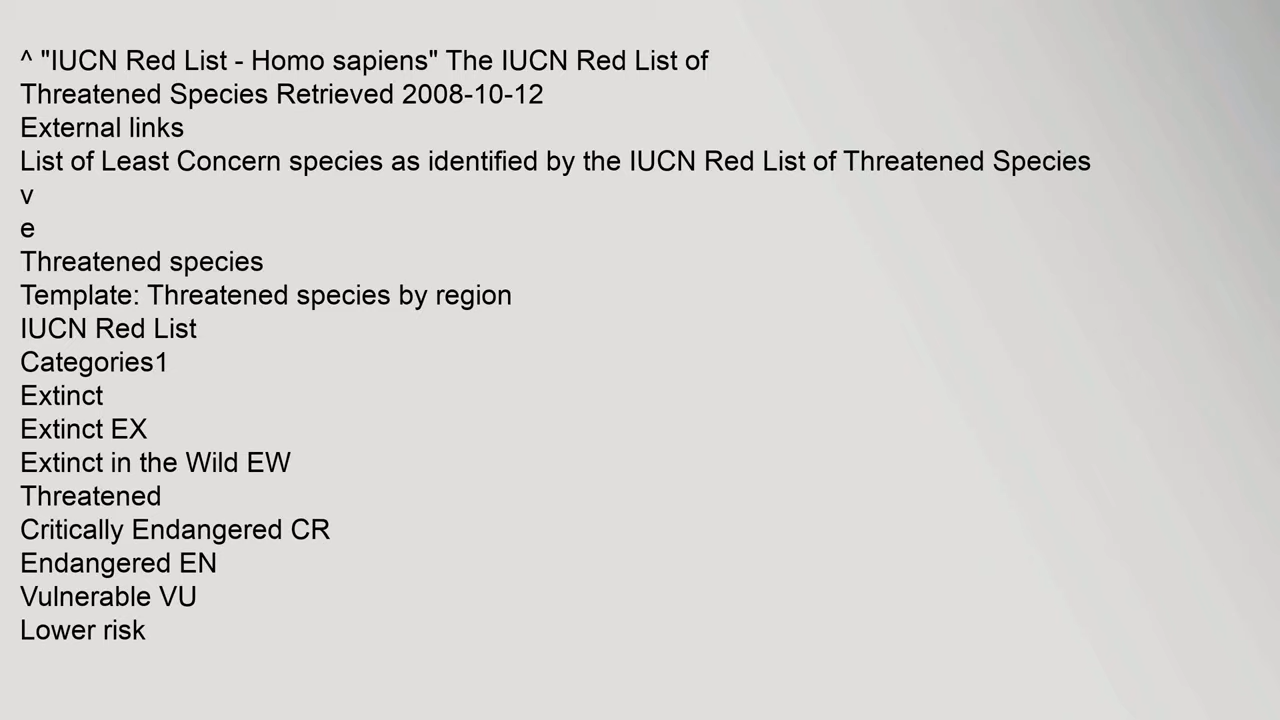 ^ "IUCN Red List - Homo sapiens" The IUCN Red List of
Threatened Species Retrieved 2008-10-12
External links
List of Least Concern species as identified by the IUCN Red List of Threatened Species
v
e
Threatened species
Template: Threatened species by region
IUCN Red List
Categories1
Extinct
Extinct EX
Extinct in the Wild EW
Threatened
Critically Endangered CR
Endangered EN
Vulnerable VU
Lower risk